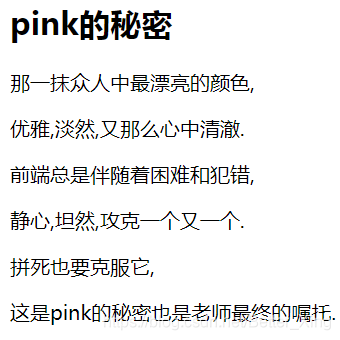 pink的秘密
那一抹众人中最漂亮的颜色,
优雅,淡然,又那么心中清澈.
前端总是伴随着困难和犯错,
静心,坦然,攻克一个又一个.
拼死也要克服它,
这是pink的秘密也是老师最终的嘱托.